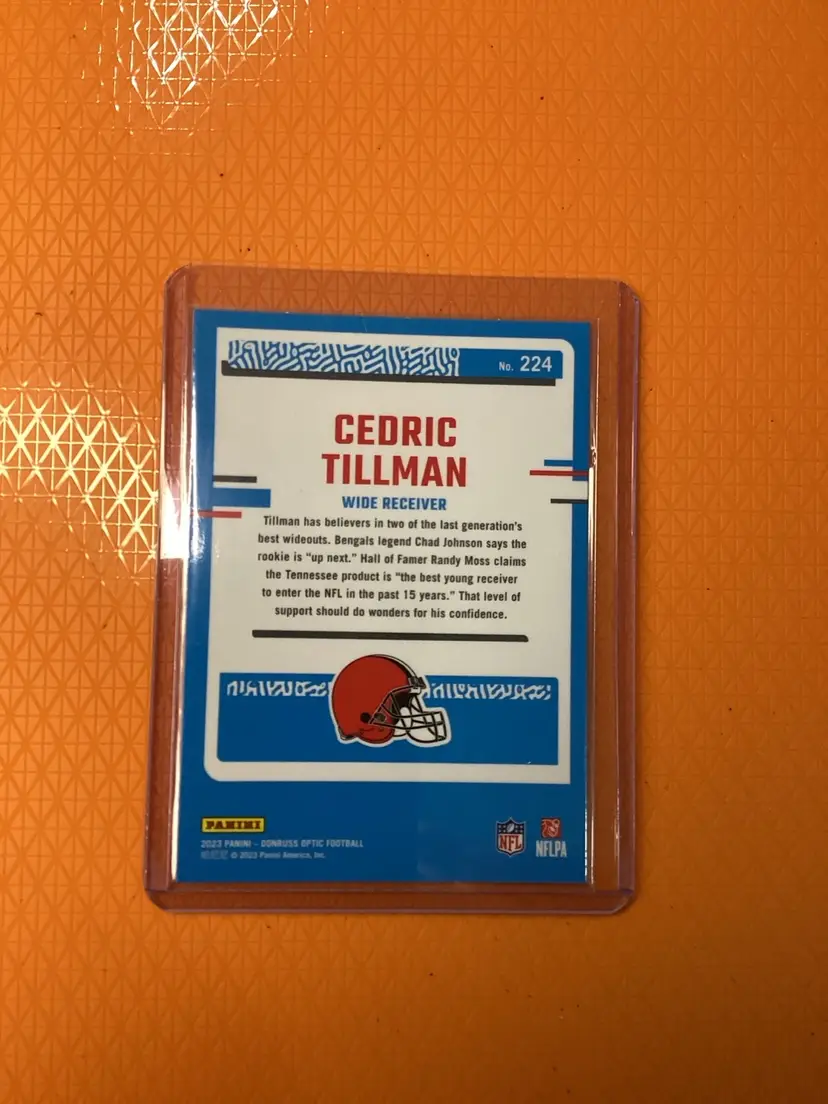 No. 224
CEDRIC
TILLMAN
WIDE RECEIVER
Tillman has believers in two of the last generation's
best wideouts. Bengals legend Chad Johnson says the
rookie is "up next." Hall of Famer Randy Moss claims
the Tennessee product is "the best young receiver
to enter the NFL in the past 15 years." That level of
support should do wonders for his confidence.
PANINI
2023 PANINI – DONRUSS OPTIC FOOTBALL
© 2023 Panini America, Inc.
NFL
NFLPA